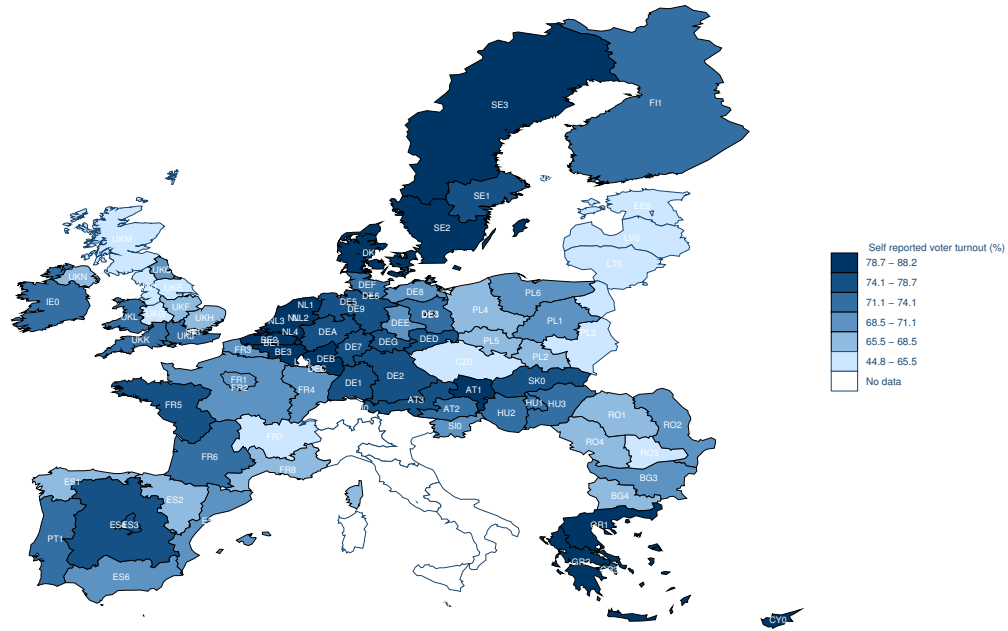 SE3
FI1
SE1
EE0
SE2
LV0
UKM
DK
LT0
UKN
DEF
DE8
PL6
IE0
NL1
DE5
DE6
DE9
PL4
UKL
UKH
NL2
NL3
NL4
DEA
DEE
PL1
UKK
UKJ
DEG
DED
PL5
PL3
BE3
DE7
PL2
FR3
DEB
DEC
CZ0
FR1
FR2
FR4
DE1
DE2
SK0
AT1
AT3
AT2
HU1
HU3
HU2
FR5
RO1
SI0
RO2
FR7
RO4
RO3
FR6
FR8
BG3
ES1
ES2
BG4
ES3
GR1
PT1
GR2
ES6
CY0
Self reported voter turnout (%)
78.7 – 88.2
74.1 – 78.7
71.1 – 74.1
68.5 – 71.1
65.5 – 68.5
44.8 – 65.5
No data